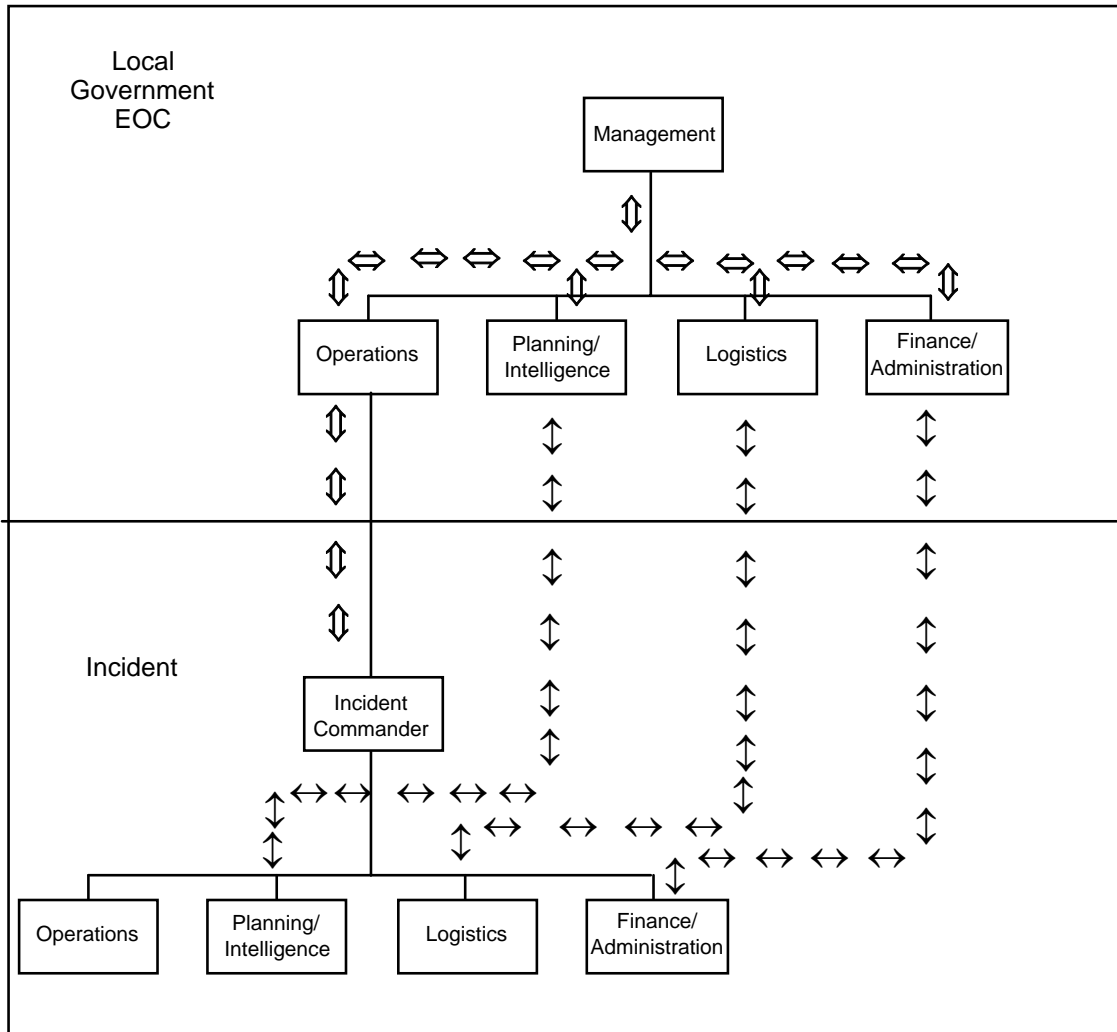 Local
Government
EOC
Management
Operations
Planning/
Intelligence
Logistics
Finance/
Administration
Incident
Incident
Commander
Operations
Planning/
Intelligence
Logistics
Finance/
Administration